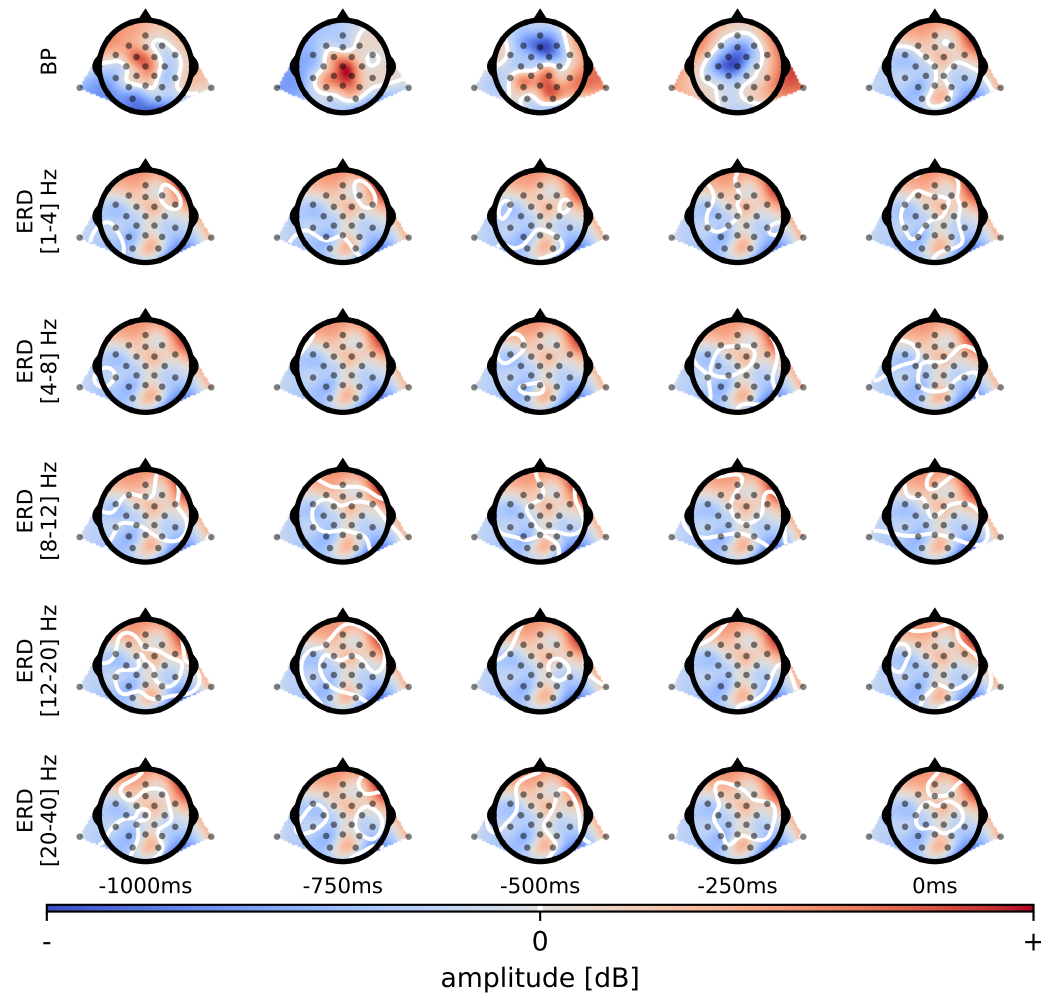 BP
ERD
[1-4] Hz
ERD
[4-8] Hz
ERD
[8-12] Hz
ERD
[12-20] Hz
ERD
[20-40] Hz
-1000ms -750ms -500ms -250ms 0ms
- 0 +
amplitude [dB]